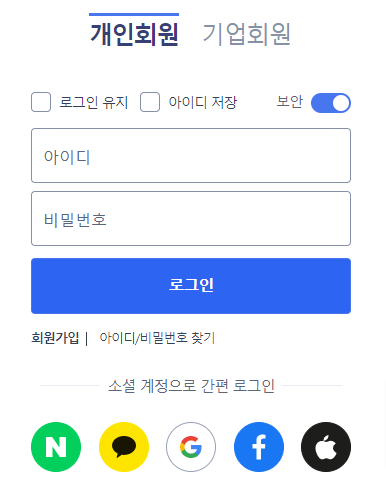 개인회원 기업회원
로그인 유지 아이디 저장 보안
아이디
비밀번호
로그인
회원가입 | 아이디/비밀번호 찾기
소셜 계정으로 간편 로그인